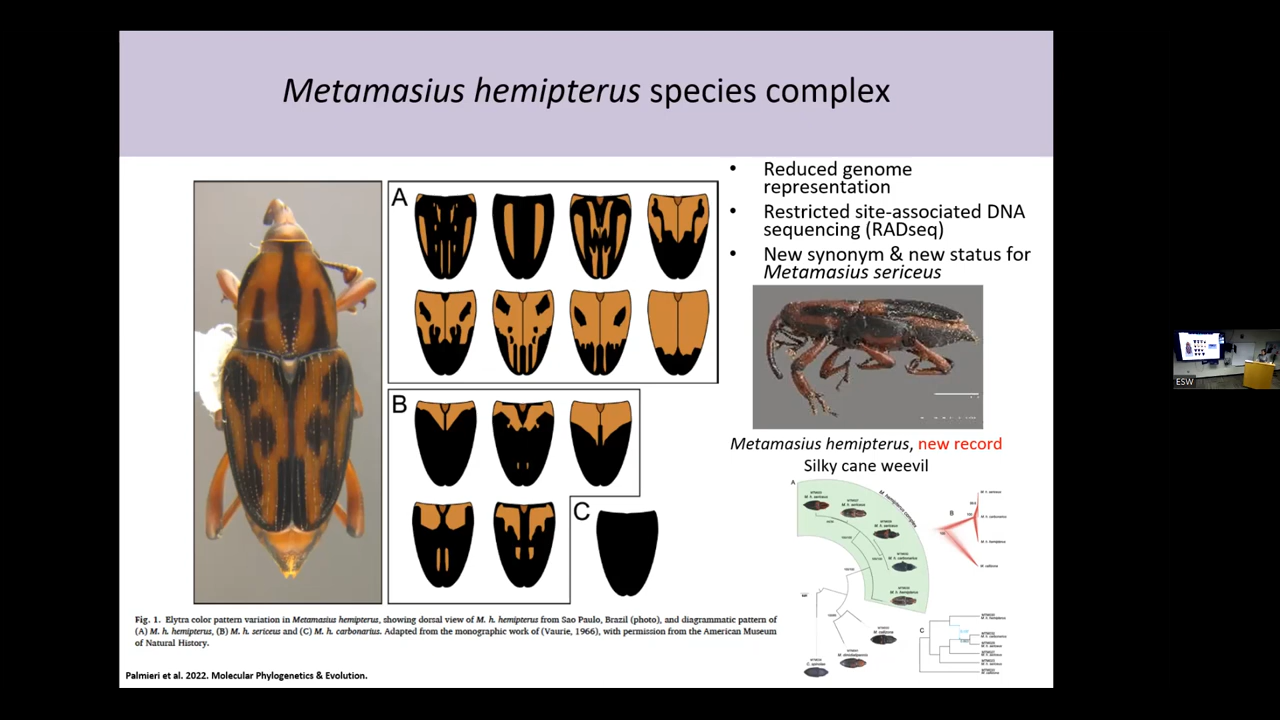 Metamasius hemipterus species complex
• Reduced genome
representation
• Restricted site-associated DNA
sequencing (RADseq)
• New synonym & new status for
Metamasius sericeus
A
B
C
Metamasius hemipterus, new record
Silky cane weevil
A
M. hemipterus complex
B
C
Fig. 1. Elytra color pattern variation in Metamasius hemipterus, showing dorsal view of M. h. hemipterus from Sao Paulo, Brazil (photo), and diagrammatic pattern of
(A) M. h. hemipterus, (B) M. h. sericeus and (C) M. h. carbonarius. Adapted from the monographic work of (Vaurie, 1966), with permission from the American Museum
of Natural History.
Palmieri et al. 2022. Molecular Phylogenetics & Evolution.
ESW